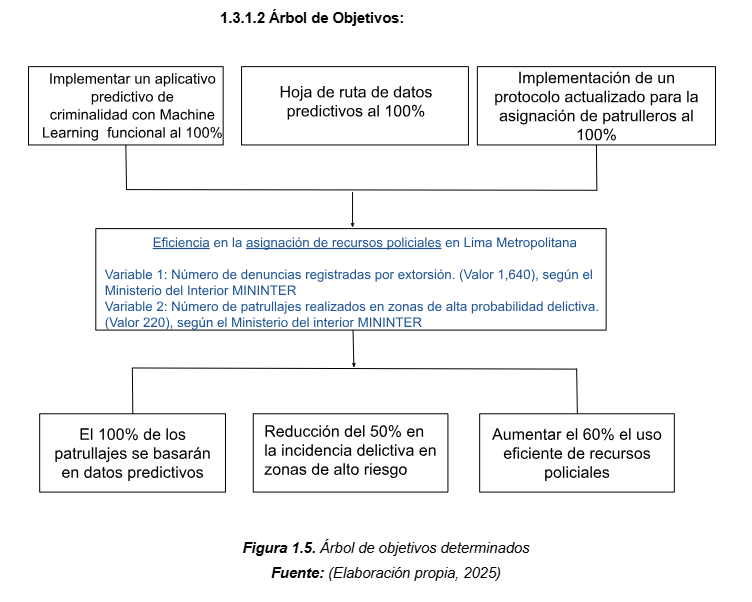 1.3.1.2 Árbol de Objetivos:
Implementar un aplicativo
predictivo de
criminalidad con Machine
Learning funcional al 100%
Hoja de ruta de datos
predictivos al 100%
Implementación de un
protocolo actualizado para la
asignación de patrulleros al
100%
Eficiencia en la asignación de recursos policiales en Lima Metropolitana
Variable 1: Número de denuncias registradas por extorsión. (Valor 1,640), según el
Ministerio del Interior MININTER
Variable 2: Número de patrullajes realizados en zonas de alta probabilidad delictiva.
(Valor 220), según el Ministerio del interior MININTER
El 100% de los
patrullajes se basarán
en datos predictivos
Reducción del 50% en
la incidencia delictiva en
zonas de alto riesgo
Aumentar el 60% el uso
eficiente de recursos
policiales
Figura 1.5. Árbol de objetivos determinados
Fuente: (Elaboración propia, 2025)